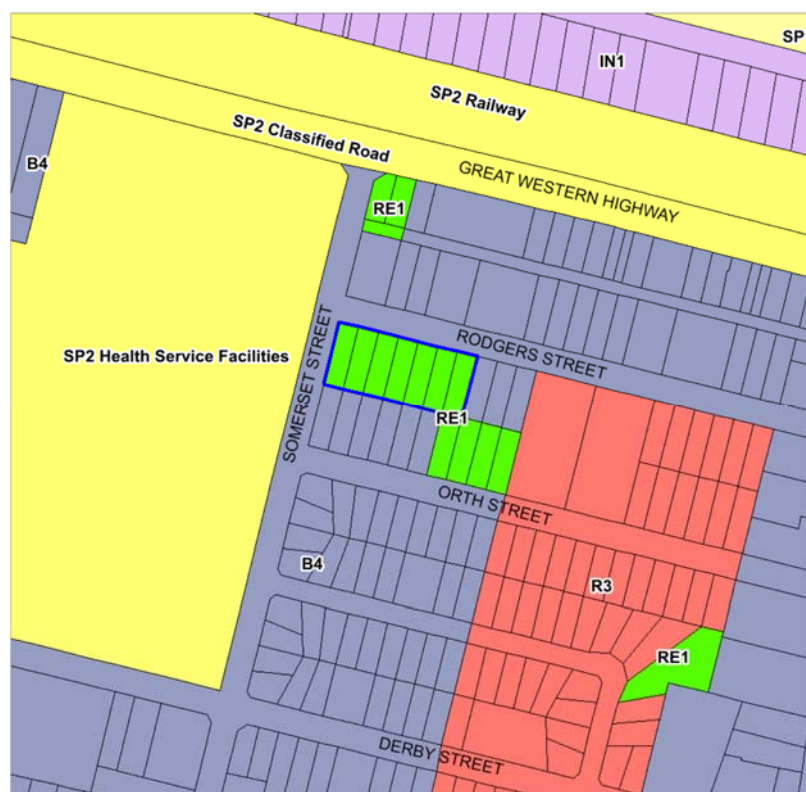 SP
IN1
SP2 Railway
SP2 Classified Road
B4
GREAT WESTERN HIGHWAY
RE1
RODGERS STREET
SOMERSET STREET
SP2 Health Service Facilities
RE1
ORTH STREET
B4
R3
RE1
DERBY STREET